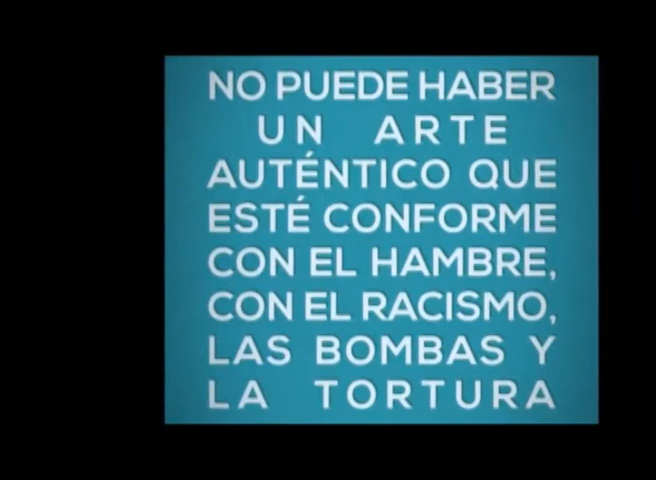 NO PUEDE HABER
UN ARTE
AUTÉNTICO QUE
ESTÉ CONFORME
CON EL HAMBRE,
CON EL RACISMO,
LAS BOMBAS Y
LA TORTURA